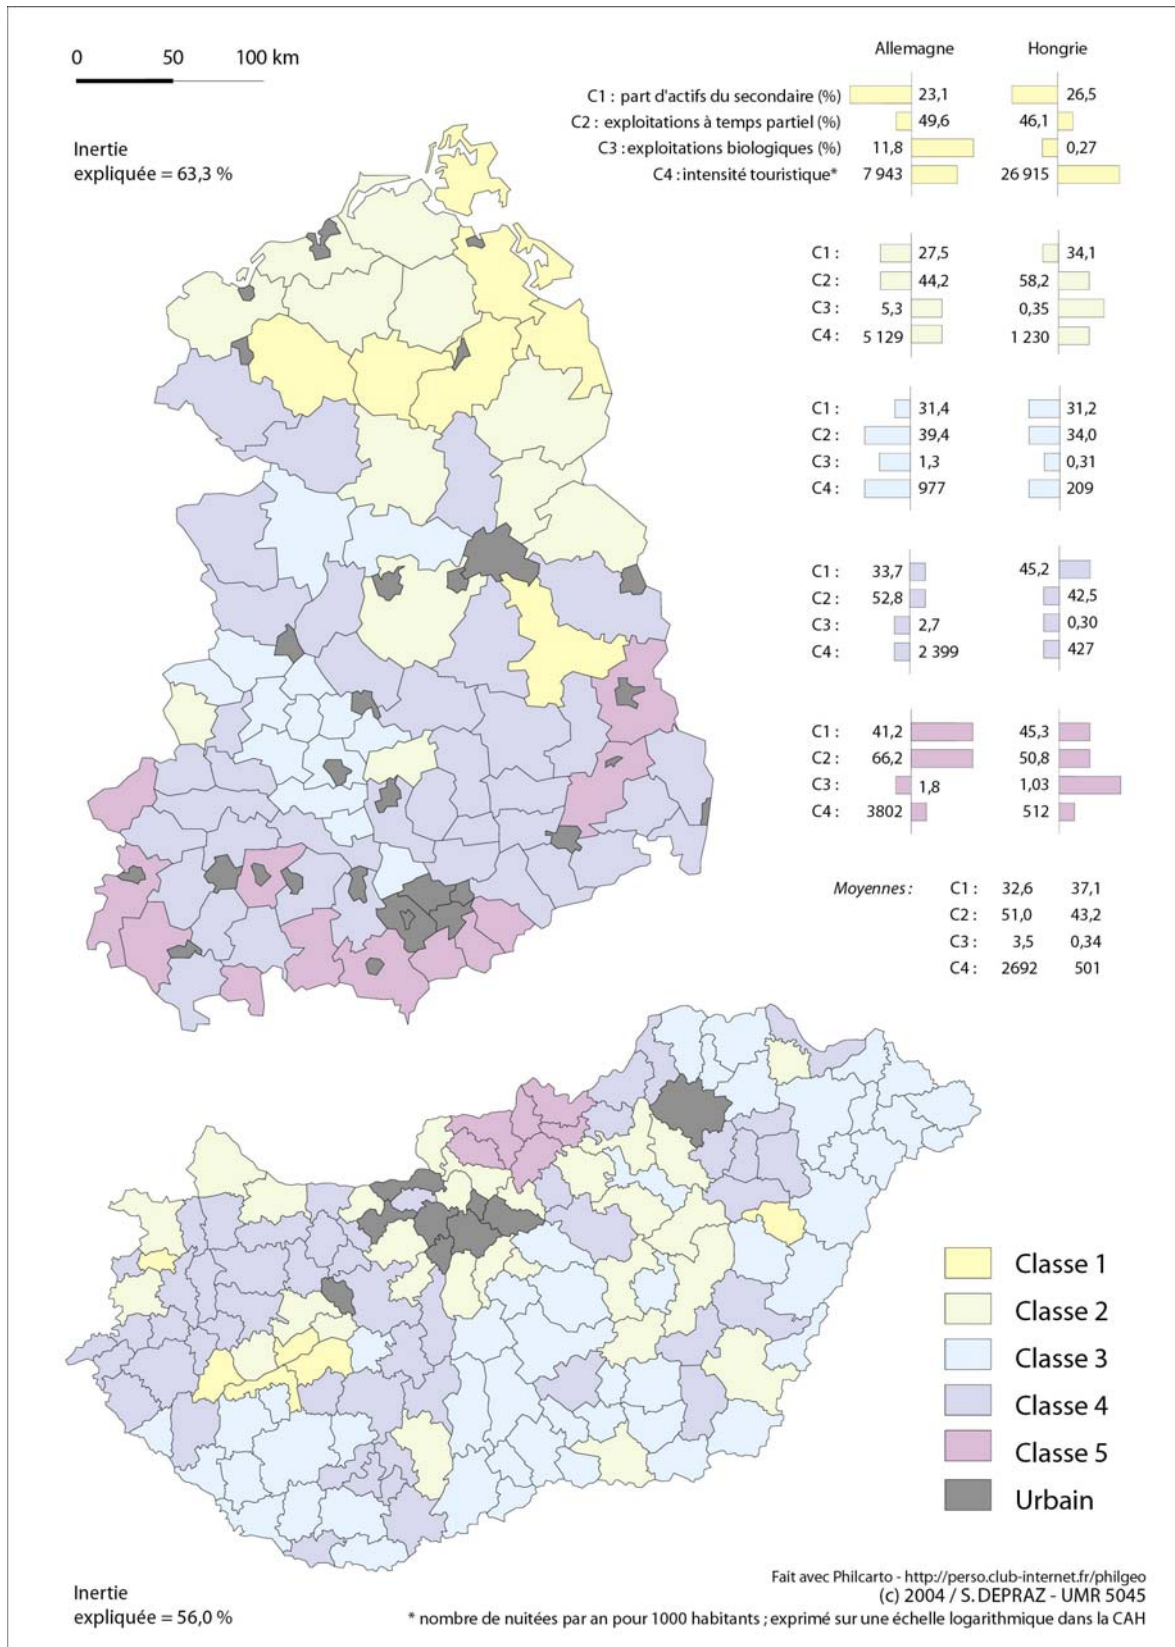 0 50 100 km
Allemagne Hongrie
C1 : part d'actifs du secondaire (%) 23,1 26,5
C2 : exploitations à temps partiel (%) 49,6 46,1
Inertie
expliquée = 63,3 %
C3 : exploitations biologiques (%) 11,8 0,27
C4 : intensité touristique* 7 943 26 915
C1 : 27,5 34,1
C2 : 44,2 58,2
C3 : 5,3 0,35
C4 : 5 129 1 230
C1 : 31,4 31,2
C2 : 39,4 34,0
C3 : 1,3 0,31
C4 : 977 209
C1 : 33,7 45,2
C2 : 52,8 42,5
C3 : 2,7 0,30
C4 : 2 399 427
C1 : 41,2 45,3
C2 : 66,2 50,8
C3 : 1,8 1,03
C4 : 3802 512
Moyennes : C1 : 32,6 37,1
C2 : 51,0 43,2
C3 : 3,5 0,34
C4 : 2692 501
Classe 1
Classe 2
Classe 3
Classe 4
Classe 5
Urbain
Inertie
expliquée = 56,0 %
Fait avec Philcarto - http://perso.club-internet.fr/philgeo
(c) 2004 / S.DEPRAZ - UMR 5045
* nombre de nuitées par an pour 1000 habitants ; exprimé sur une échelle logarithmique dans la CAH